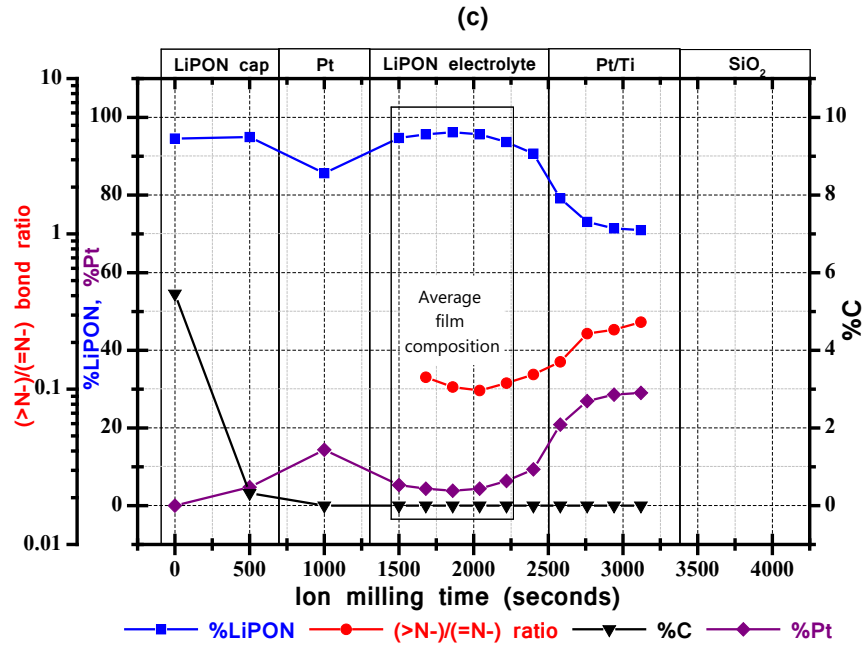 (c)
LiPON cap Pt LiPON electrolyte Pt/Ti SiO₂
10
1
0.1
0.01
(>N-)/(=N-) bond ratio
100
80
60
20
0
%LiPON, %Pt
Average
film
composition
10
8
6
4
2
0
%C
0 500 1000 1500 2000 2500 3000 3500 4000
Ion milling time (seconds)
%LiPON (>N-)/(=N-) ratio %C %Pt